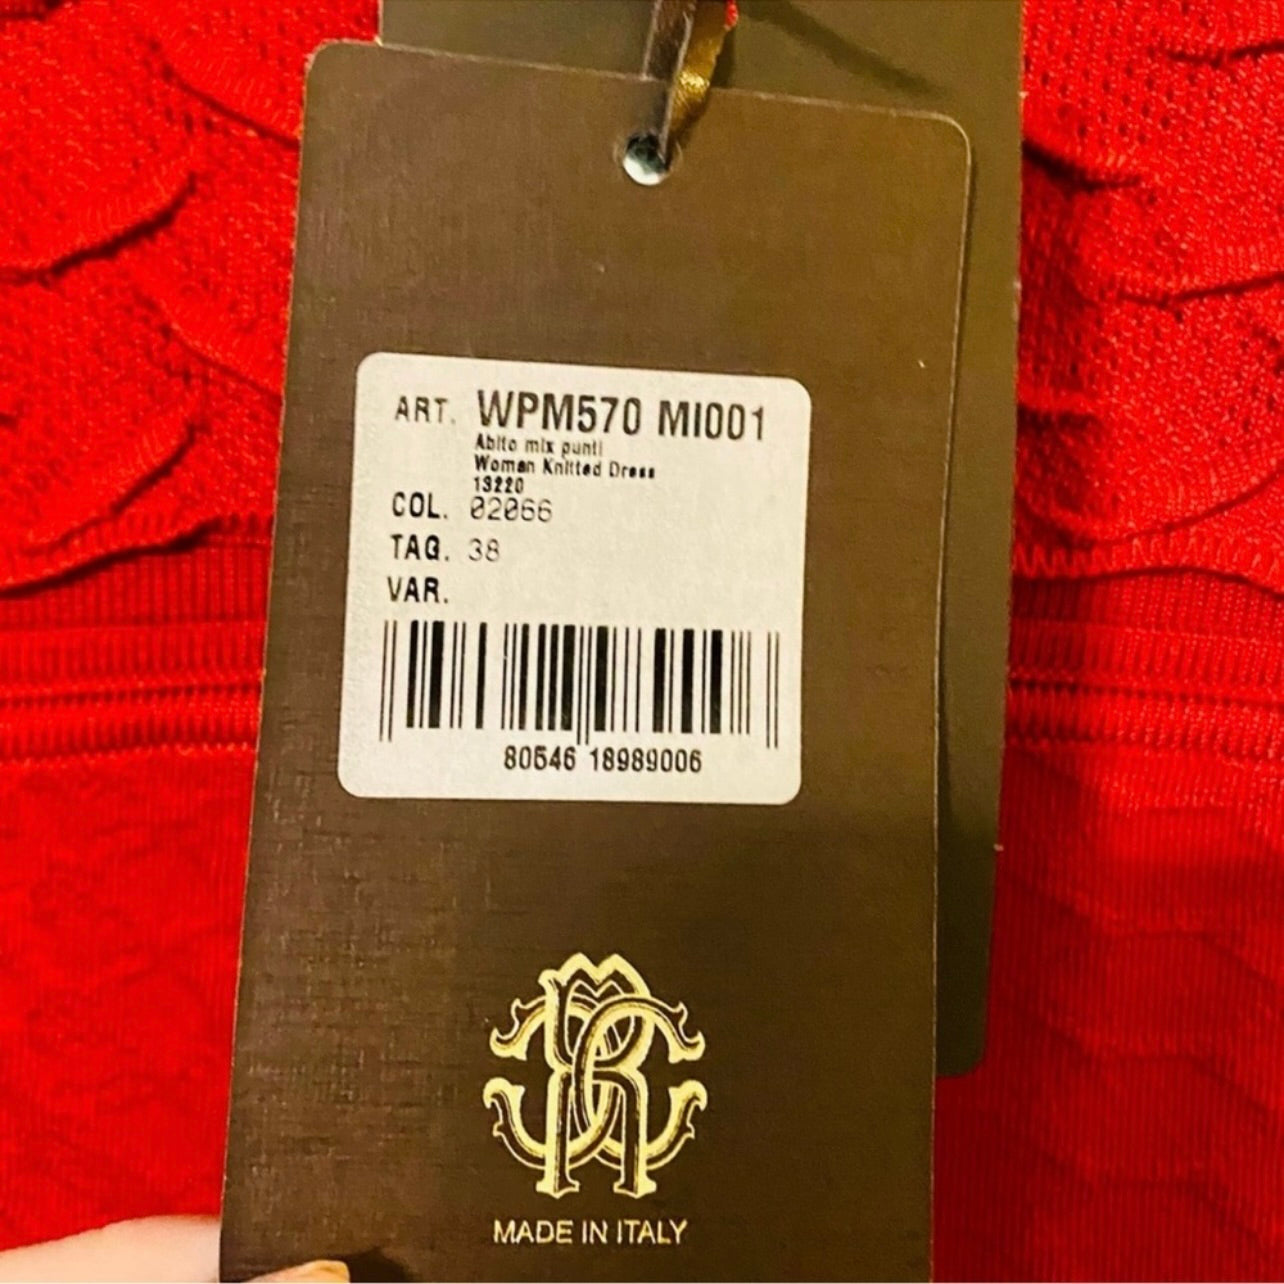 ART. WPM570 MI001
Abito mix punti
Woman Knitted Dress
13220
COL. 02066
TAG. 38
VAR.
80546 18989006
MADE IN ITALY